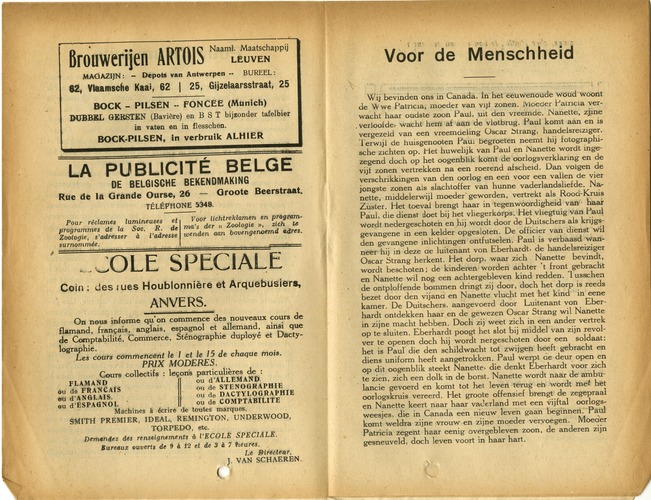 Brouwerijen ARTOIS Naaml. Maatschappij
LEUVEN
MAGAZIJN: - Depots van Antwerpen - BUREEL:
62, Vlaamsche Kaai, 62 | 25, Gijzelaarsstraat, 25
BOCK - PILSEN -- FONCEE (Munich)
DUBBEL GERSTEN (Bavière) en B S T bijzonder tafelbier
in vaten en in flesschen.
BOCK-PILSEN, in verbruik ALHIER
LA PUBLICITÉ BELGE
DE BELGISCHE BEKENDMAKING
Rue de la Grande Ourse, 26 — Groote Beerstraat.
TÉLÉPHONE 5348.
Pour réclames lumineuses et
programmes de la Soc. R. de
Zoologie, s'adresser à l'adresse
surnommée.
Voor lichtreklamen en program-
ma's der « Zoologie », zich te
wenden aan bovengenoemd adres.
ECOLE SPECIALE
Coin: des rues Houblonnière et Arquebusiers,
ANVERS.
On nous informe qu'on commence des nouveaux cours de
flamand, français, anglais, espagnol et allemand, ainsi que
de Comptabilité, Commerce, Sténographie duployé et Dacty-
lographie.
Les cours commencent le 1 et le 15 de chaque mois.
PRIX MODERES.
Cours collectifs : leçons particulières de :
FLAMAND
ou de FRANCAIS
ou d'ANGLAIS.
ou d'ESPAGNOL
ou d'ALLEMAND.
ou de STENOGRAPHIE
ou de DACTYLOGRAPHIE
ou de COMPTABILITE
Machines à écrire de toutes marques.
SMITH PREMIER, IDEAL, REMINGTON, UNDERWOOD,
TORPEDO, etc.
Demandez des renseignements à l'ECOLE SPECIALE.
Bureaux ouverts de 9 à 12 et de 3 à 7 heures.
Le Directeur,
J. VAN SCHAEREN.
Voor de Menschheid
Wij bevinden ons in Canada. In het eeuwenoude woud woont
de Wwe Patricia, moeder van vijf zonen. Moeder Patricia ver-
wacht haar oudste zoon Paul, uit den vreemde. Nanette, zijne
verloofde- wacht hem af aan de vlotbrug. Paul komt aan en is
vergezeld van een vreemdeling Oscar Strang, handelsreiziger.
Terwijl de huisgenooten Paul begroeten neemt hij fotographi-
sche zichten op. Het huwelijk van Paul en Nanette wordt inge-
zegend doch op het oogenblik komt de oorlogsverklaring en de
vijf zonen vertrekken na een roerend afscheid. Dan volgen de
verschrikkingen van den oorlog en een voor een vallen de vier
jongste zonen als slachtoffer van hunne vaderlandsliefde. Na-
nette, middelerwijl moeder geworden, vertrekt als Rood-Kruis
Zuster. Het toeval brengt haar in tegenwoordigheid van haar
Paul, die dienst doet bij het vliegerkorps. Het vliegtuig van Paul
wordt nedergeschoten en hij wordt door de Duitschers als krijgs-
gevangene in een kelder opgesloten. De officier van dienst wil
den gevangene inlichtingen ontfutselen. Paul is verbaasd wan-
neer hij in deze de luitenant von Eberhardt- de handelsreiziger
Oscar Strang herkent. Het dorp, waar zich Nanette bevindt,
wordt beschoten; de kinderen worden achter 't front gebracht
en Nanette wil nog een achtergebleven kind redden. Tusschen
de ontploffende bommen dringt zij door, doch het dorp is reeds
bezet door den vijand en Nanette vlucht met het kind in eene
kamer. De Duitschers. aangevoerd door Luitenant von Eber-
hardt ontdekken haar en de gewezen Oscar Strang wil Nanette
in zijne macht hebben. Doch zij weet zich in een ander vertrek
op te sluiten. Eberhardt poogt het slot bij middel van zijn revol-
ver te openen doch hij wordt nergeschoten door een soldaat:
het is Paul die den schildwacht tot zwijgen heeft gebracht en
diens uniform heeft aangetrokken. Paul werpt de deur open en
op dit oogenblik steekt Nanette- die denkt Eberhardt voor zich
te zien, zich een dolk in de borst. Nanette wordt naar de ambu-
lancie gevoerd en komt tot het leven terug en wordt met het
oorlogskruis vereerd. Het groote offensief brengt de zegepraal
en Nanette keert naar haar vaderland met een vijftal oorlogs-
weesjes, die in Canada een nieuw leven gaan beginnen. Paul
komt weldra zijne vrouw en zijne moeder vervoegen. Moeder
Patricia zegent haar eenig overgebleven zoon, de anderen zijn
gesneuveld, doch leven voort in haar hart.